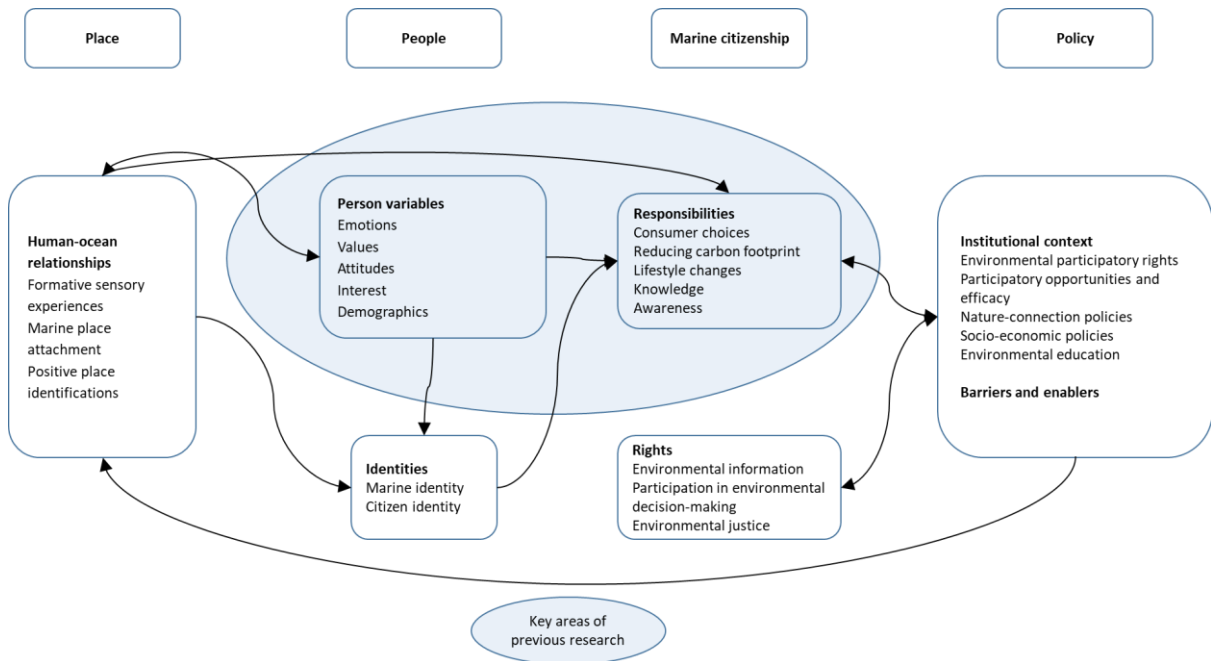 Place
People
Marine citizenship
Policy
Human-ocean
relationships
Formative sensory
experiences
Marine place
attachment
Positive place
identifications
Person variables
Emotions
Values
Attitudes
Interest
Demographics
Identities
Marine identity
Citizen identity
Responsibilities
Consumer choices
Reducing carbon footprint
Lifestyle changes
Knowledge
Awareness
Rights
Environmental information
Participation in environmental
decision-making
Environmental justice
Institutional context
Environmental participatory rights
Participatory opportunities and
efficacy
Nature-connection policies
Socio-economic policies
Environmental education
Barriers and enablers
Key areas of
previous research